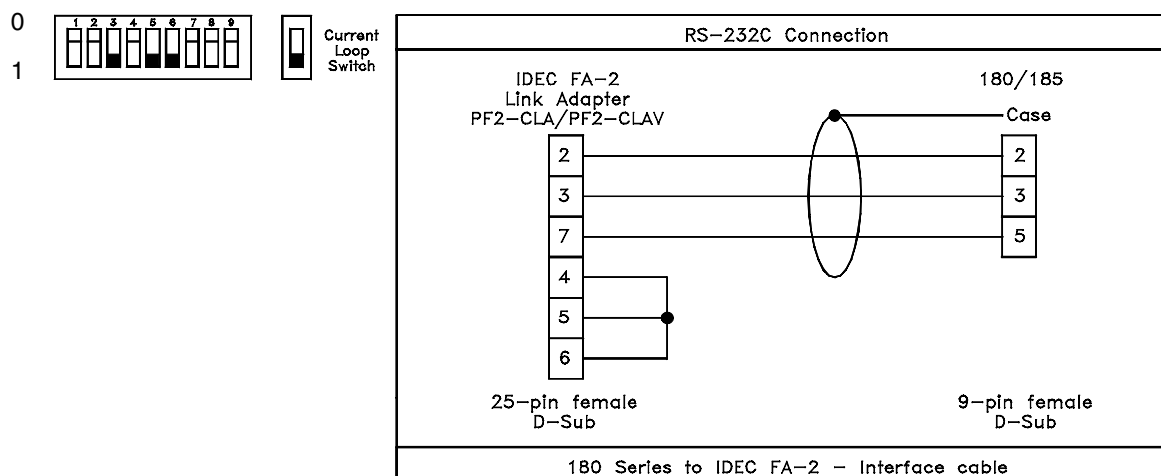 0
1
1 2 3 4 5 6 7 8 9
Current
Loop
Switch
RS-232C Connection
IDEC FA-2
Link Adapter
PF2-CLA/PF2-CLAV
180/185
Case
2 2
3 3
7 5
4
5
6
25-pin female
D-Sub
9-pin female
D-Sub
180 Series to IDEC FA-2 - Interface cable